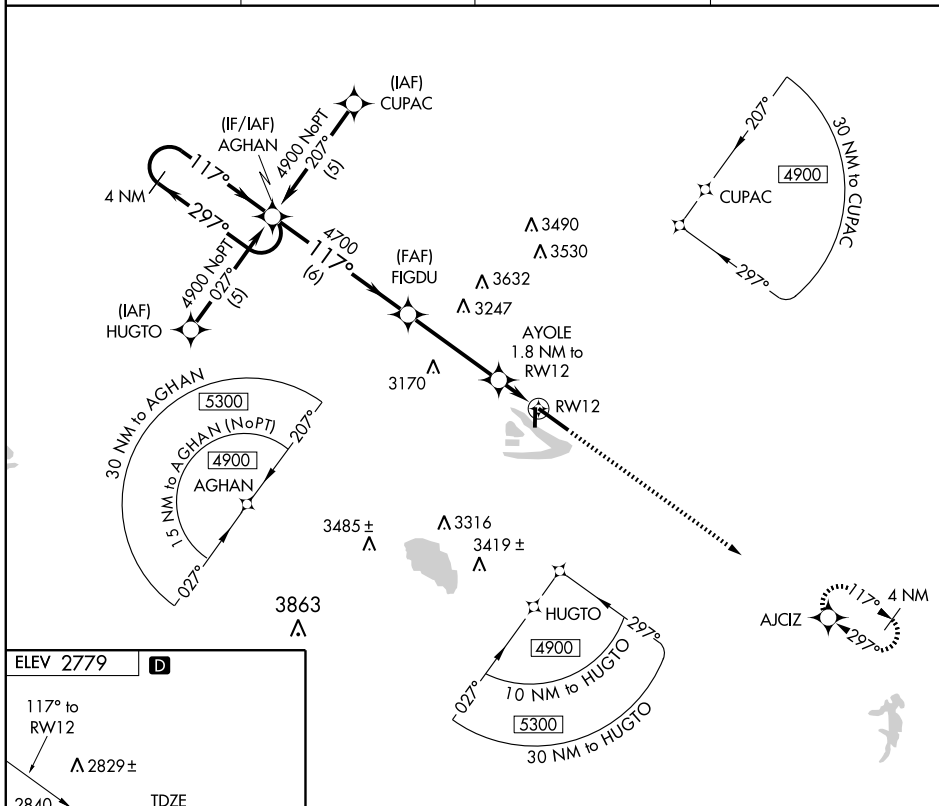 (IAF)
CUPAC
(IF/IAF)
AGHAN
4900 NoPT
207°
(5)
117°
4 NM
297°
4900 NoPT
027°
(5)
(IAF)
HUGTO
4700
117°
(6)
(FAF)
FIGDU
3490
3530
3632
3247
3170
AYOLE
1.8 NM to
RW12
RW12
207°
30 NM to CUPAC
4900
CUPAC
297°
30 NM to AGHAN
5300
15 NM to AGHAN (NoPT)
4900
207°
AGHAN
027°
3485 ±
3316
3419 ±
3863
HUGTO
297°
4900
027°
10 NM to HUGTO
5300
30 NM to HUGTO
117°
4 NM
AJCIZ
297°
ELEV 2779
D
117° to
RW12
2829 ±
TDZE
2840